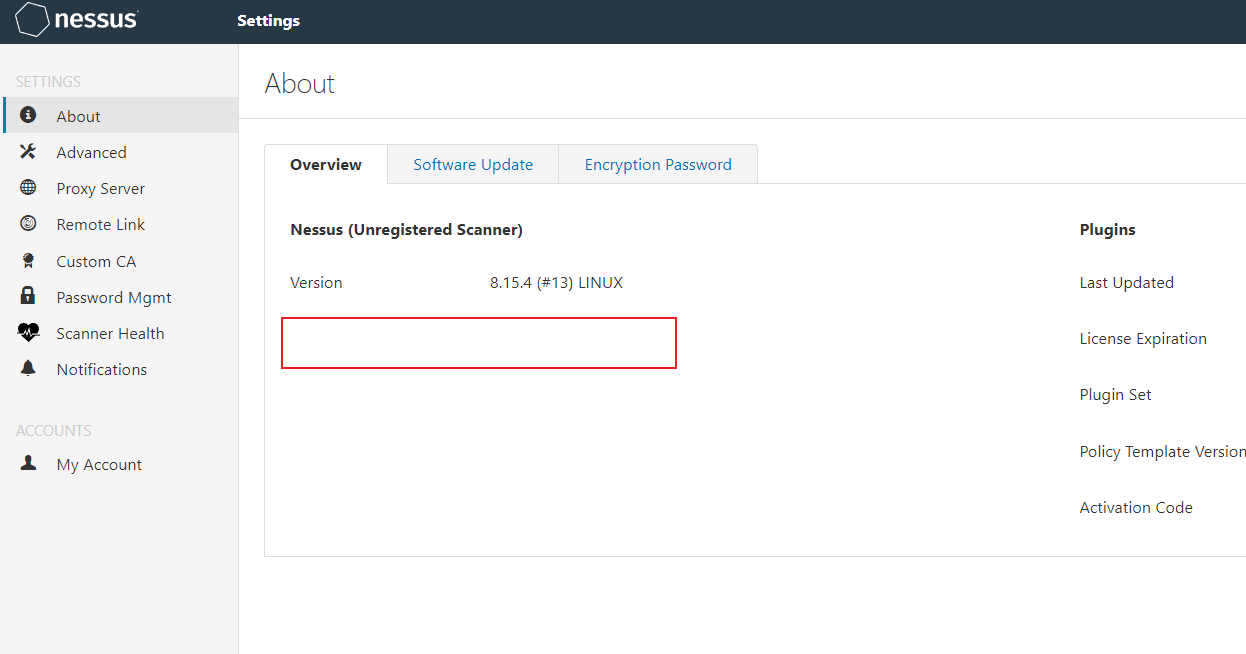 nessus
Settings
SETTINGS
About
Advanced
Proxy Server
Remote Link
Custom CA
Password Mgmt
Scanner Health
Notifications
ACCOUNTS
My Account
About
Overview
Software Update
Encryption Password
Nessus (Unregistered Scanner)
Version 8.15.4 (#13) LINUX
Plugins
Last Updated
License Expiration
Plugin Set
Policy Template Version
Activation Code